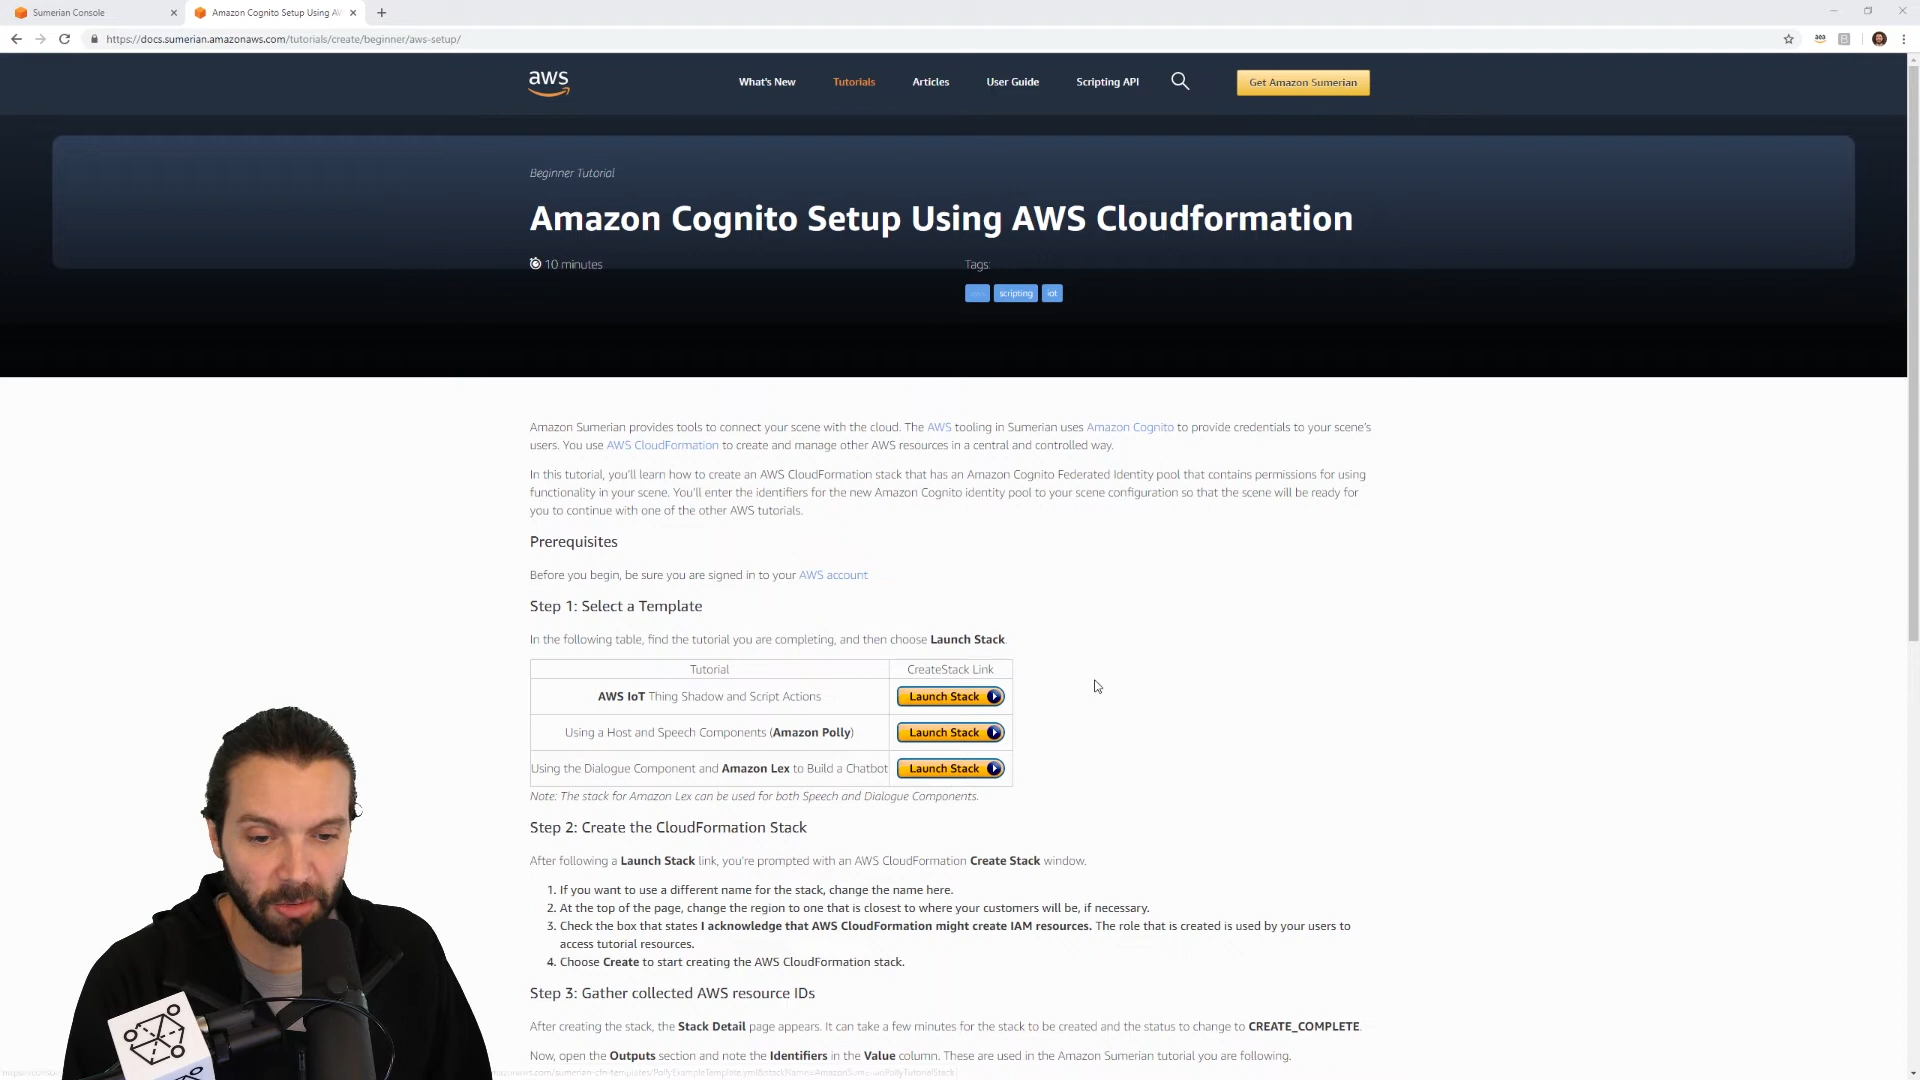 Sumerian Console
Amazon Cognito Setup Using AW
https://docs.sumerian.amazonaws.com/tutorials/create/beginner/aws-setup/
aws
What's New
Tutorials
Articles
User Guide
Scripting API
Get Amazon Sumerian
Beginner Tutorial
Amazon Cognito Setup Using AWS Cloudformation
10 minutes
Tags:
scripting
iot
Amazon Sumerian provides tools to connect your scene with the cloud. The AWS tooling in Sumerian uses Amazon Cognito to provide credentials to your scene's
users. You use AWS CloudFormation to create and manage other AWS resources in a central and controlled way.
In this tutorial, you'll learn how to create an AWS CloudFormation stack that has an Amazon Cognito Federated Identity pool that contains permissions for using
functionality in your scene. You'll enter the identifiers for the new Amazon Cognito identity pool to your scene configuration so that the scene will be ready for
you to continue with one of the other AWS tutorials.
Prerequisites
Before you begin, be sure you are signed in to your AWS account
Step 1: Select a Template
In the following table, find the tutorial you are completing, and then choose Launch Stack.
Tutorial
CreateStack Link
AWS IoT Thing Shadow and Script Actions
Launch Stack
Using a Host and Speech Components (Amazon Polly)
Launch Stack
Using the Dialogue Component and Amazon Lex to Build a Chatbot
Launch Stack
Note: The stack for Amazon Lex can be used for both Speech and Dialogue Components.
Step 2: Create the CloudFormation Stack
After following a Launch Stack link, you're prompted with an AWS CloudFormation Create Stack window.
1. If you want to use a different name for the stack, change the name here.
2. At the top of the page, change the region to one that is closest to where your customers will be, if necessary.
3. Check the box that states I acknowledge that AWS CloudFormation might create IAM resources. The role that is created is used by your users to
access tutorial resources.
4. Choose Create to start creating the AWS CloudFormation stack.
Step 3: Gather collected AWS resource IDs
After creating the stack, the Stack Detail page appears. It can take a few minutes for the stack to be created and the status to change to CREATE_COMPLETE.
Now, open the Outputs section and note the Identifiers in the Value column. These are used in the Amazon Sumerian tutorial you are following.